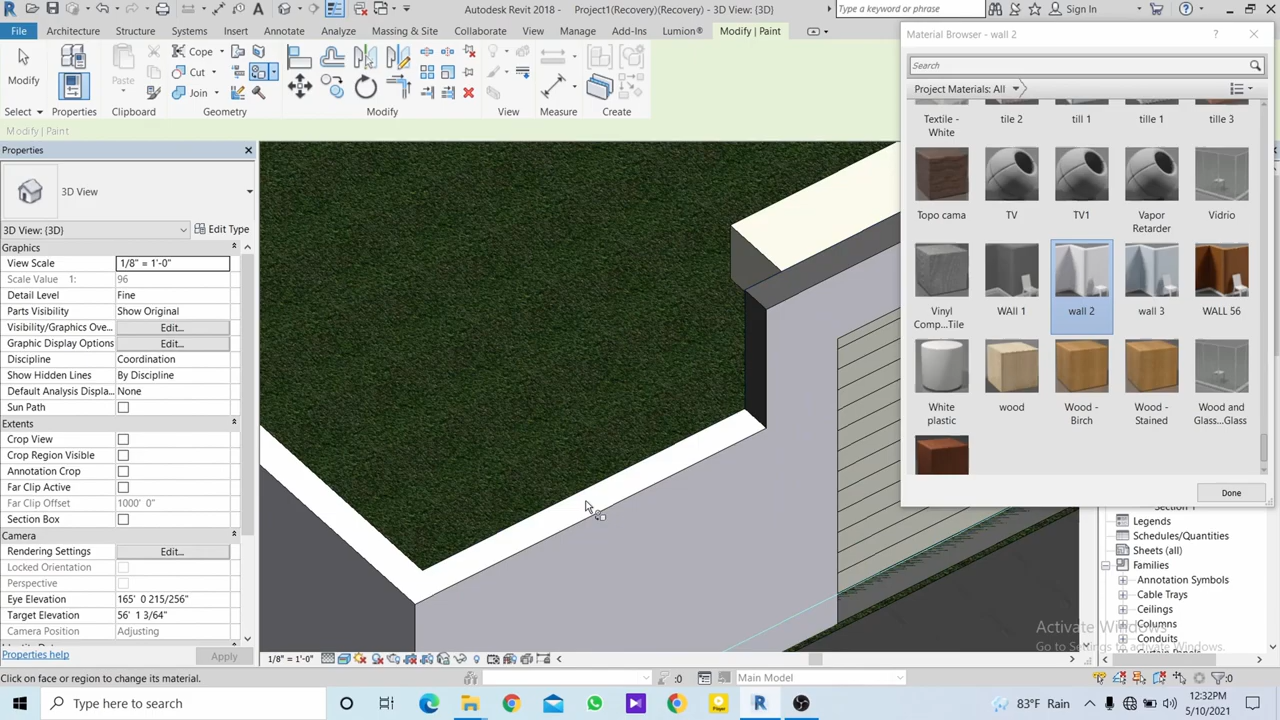 Autodesk Revit 2018 - Project1(Recovery)(Recovery) - 3D View: {3D}
Type a keyword or phrase
Sign In
File
Architecture
Structure
Insert
Annotate
Analyze
Massing & Site
Collaborate
View
Manage
Add-Ins
Lumion®
Modify | Paint
Modify
Paste
Cope
Cut
Join
Select
Properties
Clipboard
Geometry
Modify
View
Measure
Create
Modify | Paint
Properties
3D View
3D View: {3D}
Edit Type
Graphics
View Scale
1/8" = 1'-0"
Scale Value 1:
96
Detail Level
Fine
Parts Visibility
Show Original
Visibility/Graphics Ove...
Edit...
Graphic Display Options
Edit...
Discipline
Coordination
Show Hidden Lines
By Discipline
Default Analysis Displa...
None
Sun Path
Extents
Crop View
Crop Region Visible
Annotation Crop
Far Clip Active
Far Clip Offset
1000' 0"
Section Box
Camera
Rendering Settings
Edit...
Locked Orientation
Perspective
Eye Elevation
165' 0 215/256"
Target Elevation
56' 1 3/64"
Camera Position
Adjusting
Properties help
Apply
Material Browser - wall 2
Search
Project Materials: All
Textile - White
tile 2
till 1
tille 1
tille 3
Topo cama
TV
TV1
Vapor Retarder
Vidrio
Vinyl Comp...Tile
WALL 1
wall 2
wall 3
WALL 56
White plastic
wood
Wood - Birch
Wood - Stained
Wood and Glass...Glass
Done
Legends
Schedules/Quantities
Sheets (all)
Families
Annotation Symbols
Cable Trays
Ceilings
Columns
Conduits
Activate Windows
Go to Settings to activate Windows.
1/8" = 1'-0"
Click on face or region to change its material.
:0
Main Model
:0
Type here to search
83°F Rain
12:32PM
5/10/2021